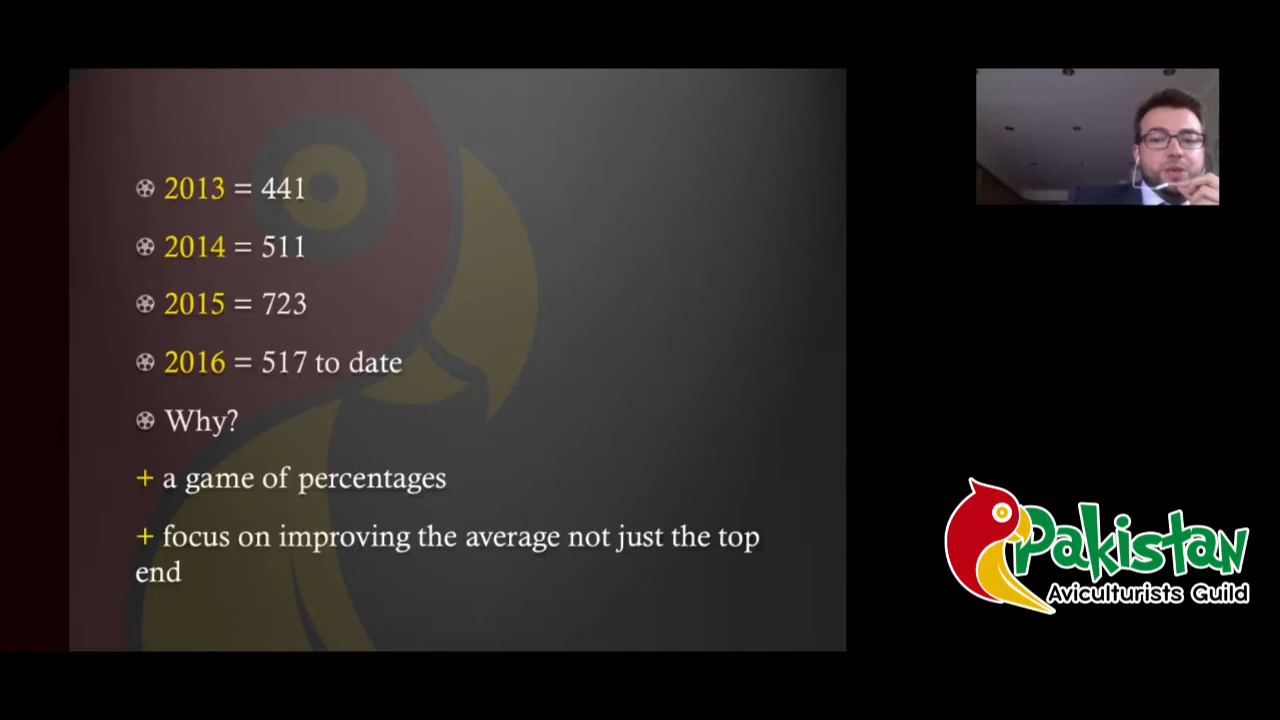 2013 = 441
2014 = 511
2015 = 723
2016 = 517 to date
Why?
+ a game of percentages
+ focus on improving the average not just the top
end
Pakistan
Aviculturists Guild